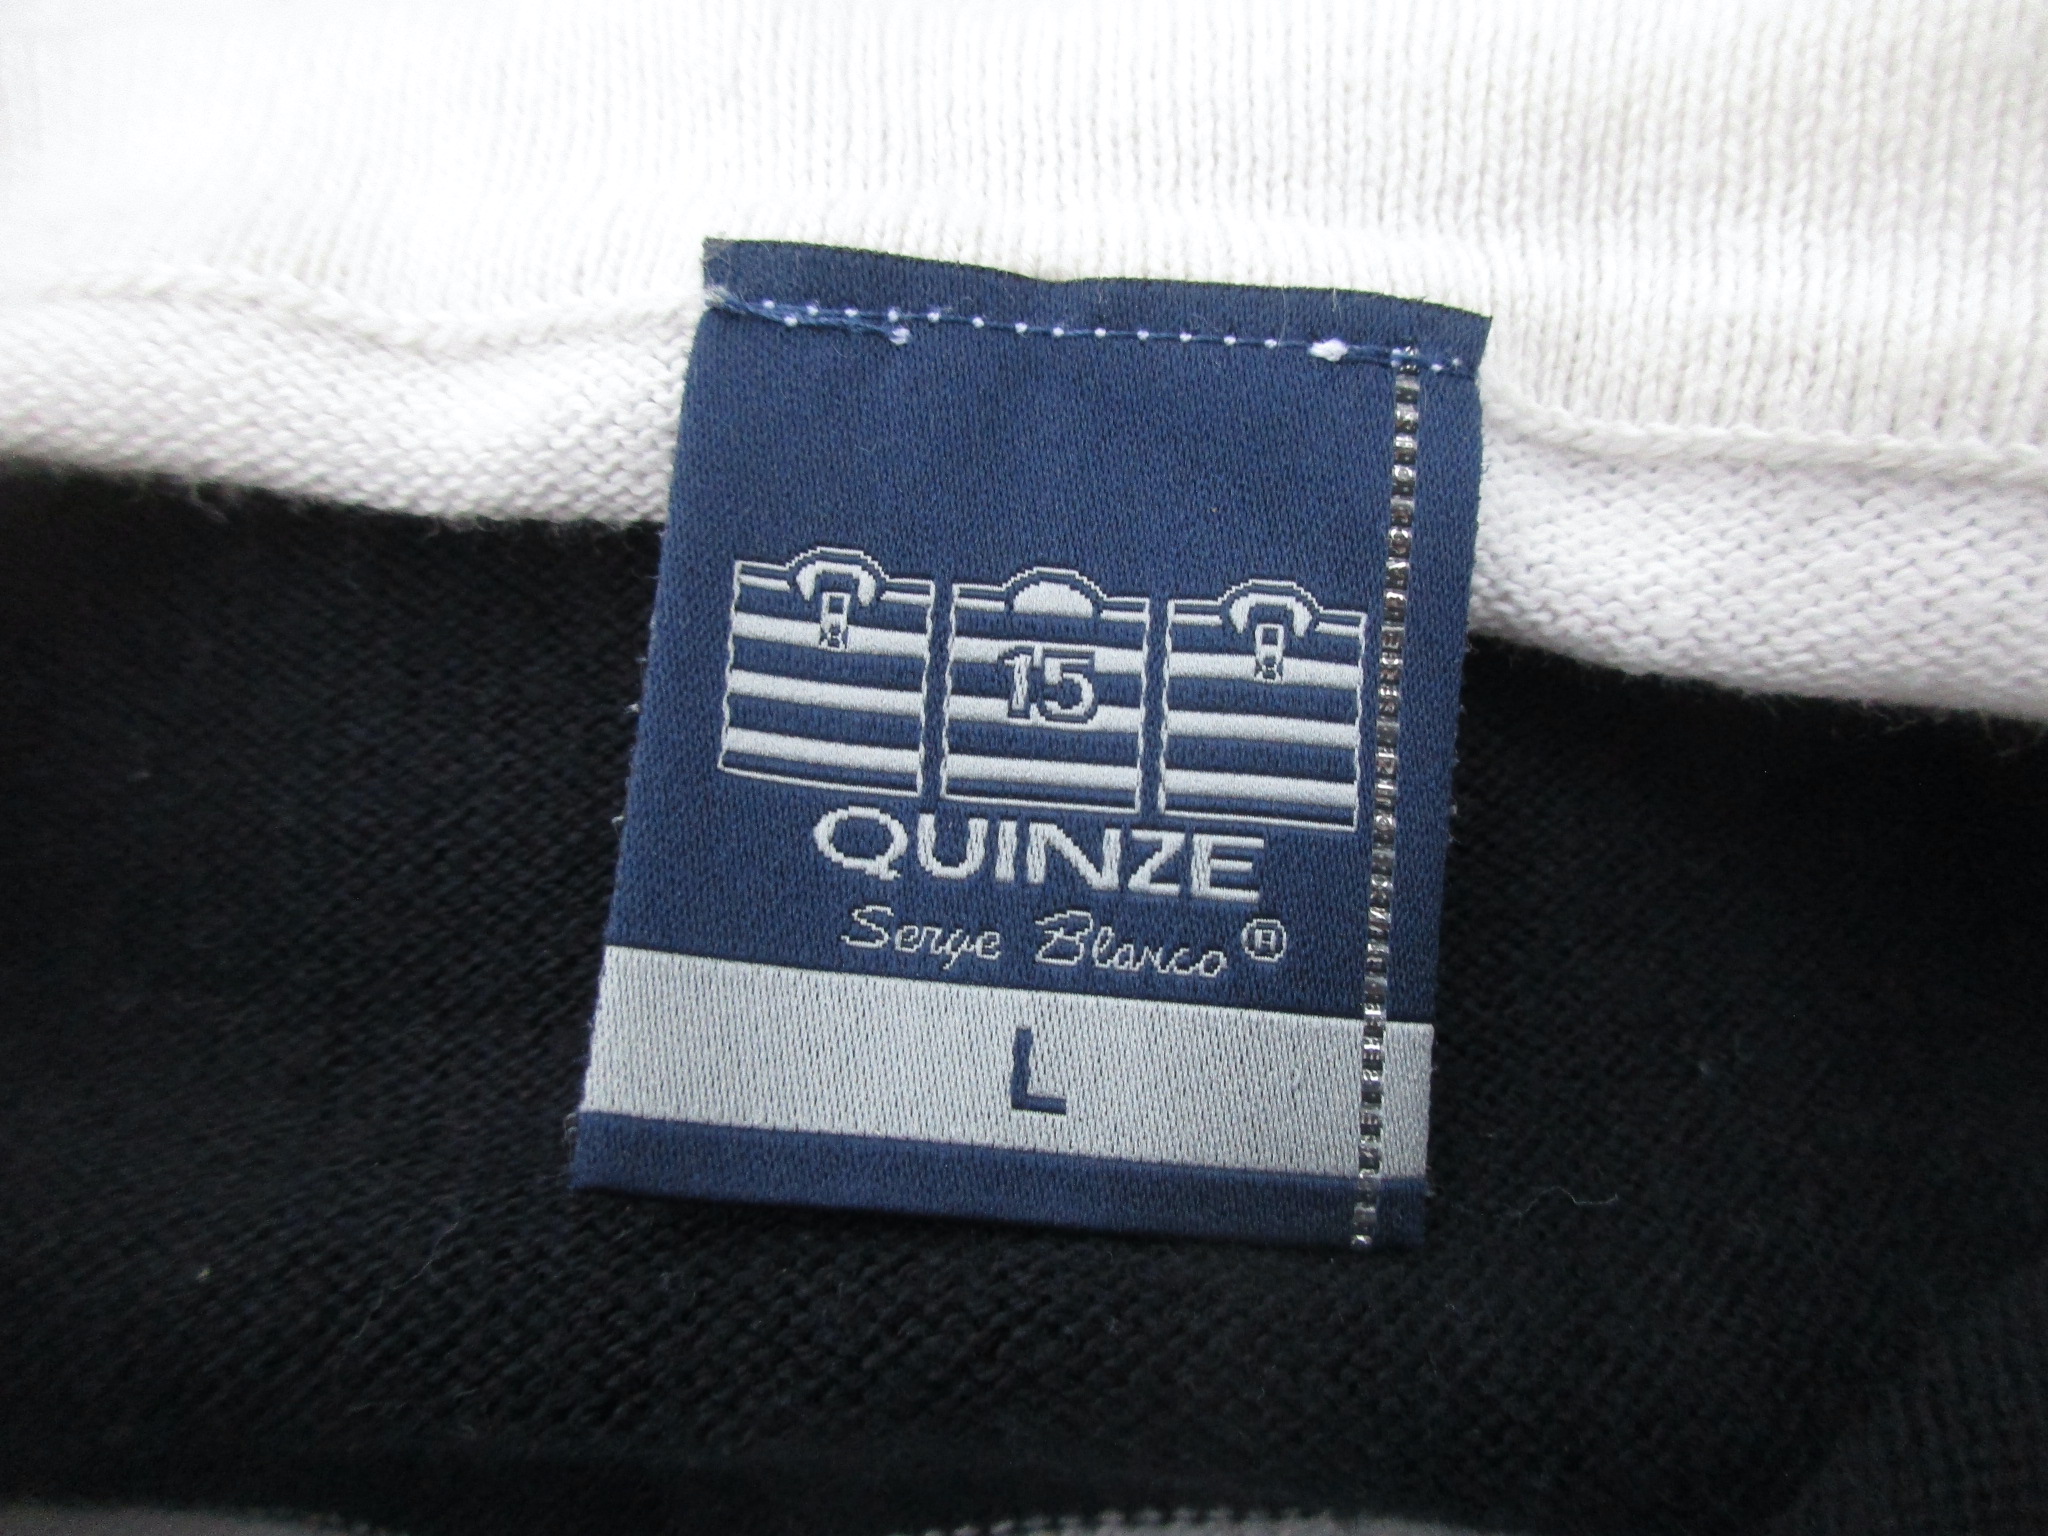 15
QUINZE
Serge Blanco ®
L